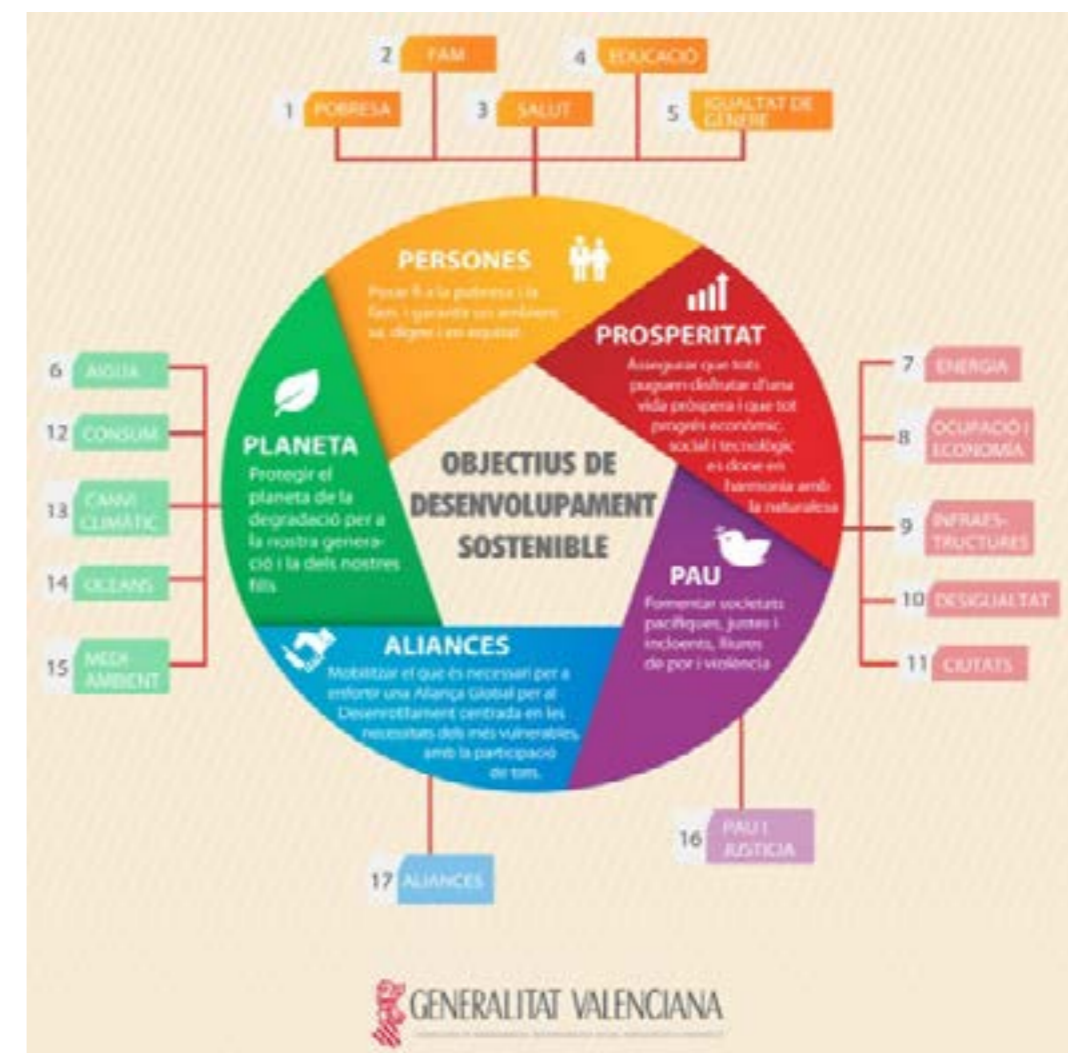 2 FAM
4 EDUCACIÓ
1 POBRESA
3 SALUT
5 IGUALTAT DE
GÈNERE
PERSONES
Posar fi a la pobresa i la
fam i garantir un ambient
sa, digne i en equitat
PROSPERITAT
Assegurar que tots
puguem disfrutar d'una
vida pròspera i que tot
progrés econòmic,
social i tecnològic
es done en
harmonia amb
la naturalesa
6 AIGUA
12 CONSUM
13 CANVI
CLIMÀTIC
14 OCEANS
15 MEDI
AMBIENT
PLANETA
Protegir el
planeta de la
degradació per a
la nostra genera-
ció i la dels nostres
fills
OBJECTIUS DE
DESENVOLUPAMENT
SOSTENIBLE
7 ENERGIA
8 OCUPACIÓ I
ECONOMIA
9 INFRAES-
TRUCTURES
10 DESIGUALTAT
11 CIUTATS
PAU
Fomentar societats
pacífiques, justes i
incloents, lliures
de por i violència
ALIANCES
Mobilitzar el que és necessari per a
enfortir una Aliança Global per al
Desenrotllament centrada en les
necessitats dels més vulnerables,
amb la participació
de tots.
16 PAU I
JUSTÍCIA
17 ALIANCES
GENERALITAT VALENCIANA